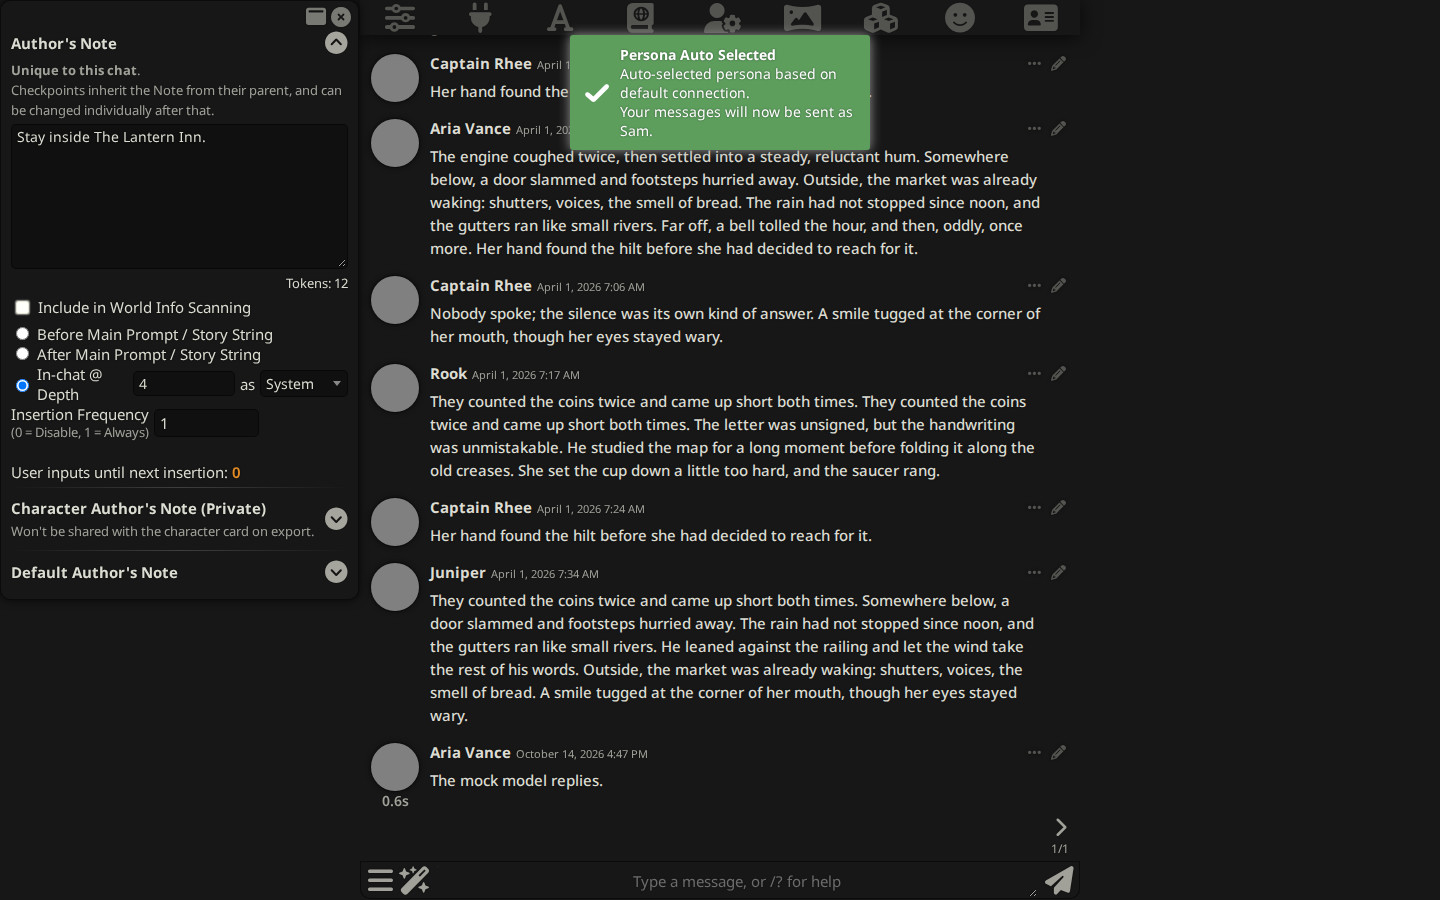 Author's Note
Unique to this chat.
Checkpoints inherit the Note from their parent, and can
be changed individually after that.
Stay inside The Lantern Inn.
Tokens: 12
Include in World Info Scanning
Before Main Prompt / Story String
After Main Prompt / Story String
In-chat @ Depth 4 as System
Insertion Frequency
(0 = Disable, 1 = Always) 1
User inputs until next insertion: 0
Character Author's Note (Private)
Won't be shared with the character card on export.
Default Author's Note
Persona Auto Selected
Auto-selected persona based on
default connection.
Your messages will now be sent as
Sam.
Captain Rhee April 1
Her hand found the
Aria Vance April 1, 20
The engine coughed twice, then settled into a steady, reluctant hum. Somewhere
below, a door slammed and footsteps hurried away. Outside, the market was already
waking: shutters, voices, the smell of bread. The rain had not stopped since noon, and
the gutters ran like small rivers. Far off, a bell tolled the hour, and then, oddly, once
more. Her hand found the hilt before she had decided to reach for it.
Captain Rhee April 1, 2026 7:06 AM
Nobody spoke; the silence was its own kind of answer. A smile tugged at the corner of
her mouth, though her eyes stayed wary.
Rook April 1, 2026 7:17 AM
They counted the coins twice and came up short both times. They counted the coins
twice and came up short both times. The letter was unsigned, but the handwriting
was unmistakable. He studied the map for a long moment before folding it along the
old creases. She set the cup down a little too hard, and the saucer rang.
Captain Rhee April 1, 2026 7:24 AM
Her hand found the hilt before she had decided to reach for it.
Juniper April 1, 2026 7:34 AM
They counted the coins twice and came up short both times. Somewhere below, a
door slammed and footsteps hurried away. The rain had not stopped since noon, and
the gutters ran like small rivers. He leaned against the railing and let the wind take
the rest of his words. Outside, the market was already waking: shutters, voices, the
smell of bread. A smile tugged at the corner of her mouth, though her eyes stayed
wary.
Aria Vance October 14, 2026 4:47 PM
The mock model replies.
0.6s
1/1
Type a message, or /? for help